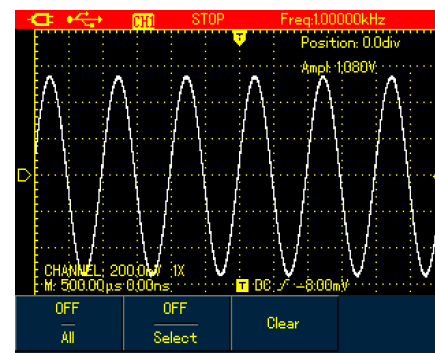 CH1 STOP Freq:1.00000kHz
T
Position: 0.0div
Ampl: 1.080V
CHANNEL: 200.0mV 1X
M: 500.00µs 0.00ns T DC -8.00mV
OFF OFF Clear
All Select